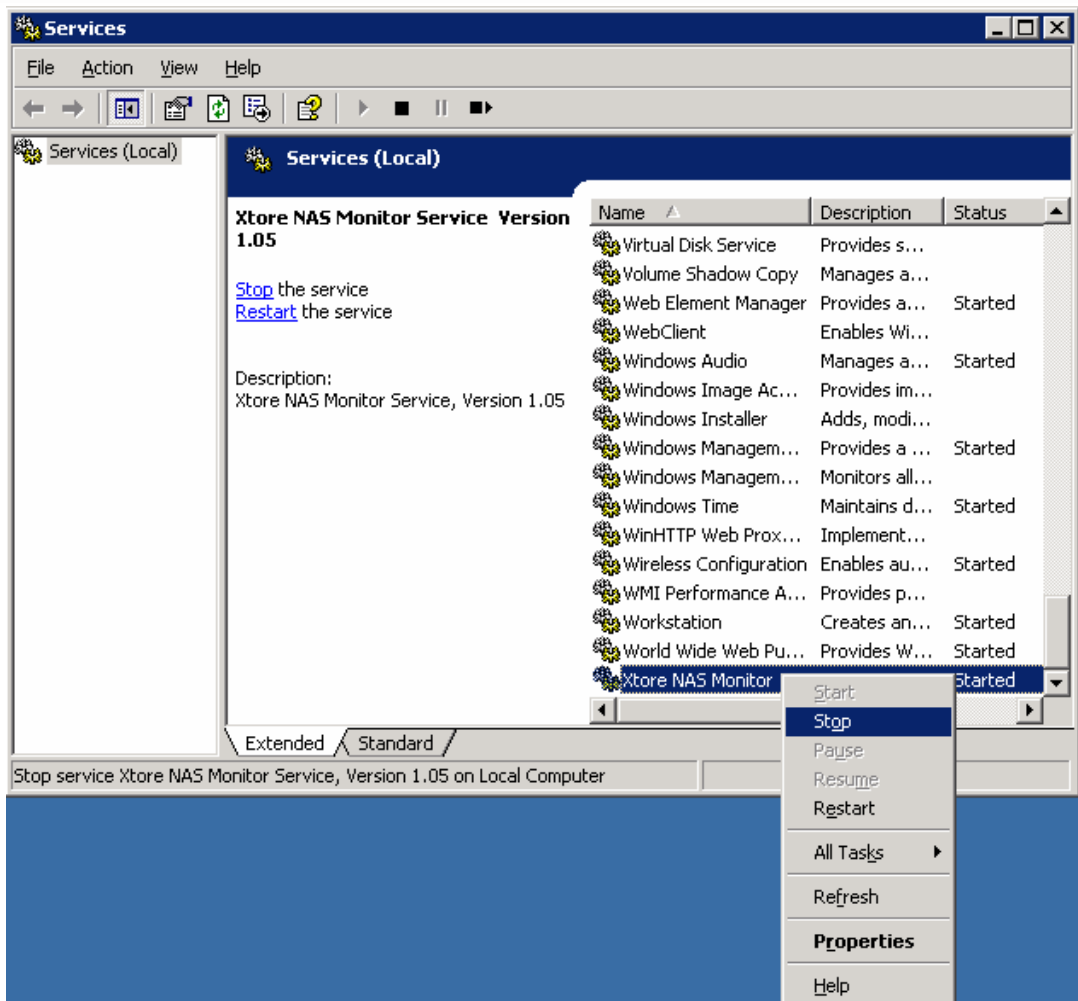 Services
File Action View Help
Services (Local)
Services (Local)
Xtore NAS Monitor Service Version
1.05
Stop the service
Restart the service
Description:
Xtore NAS Monitor Service, Version 1.05
Name Description Status
Virtual Disk Service Provides s...
Volume Shadow Copy Manages a...
Web Element Manager Provides a... Started
WebClient Enables Wi...
Windows Audio Manages a... Started
Windows Image Ac... Provides im...
Windows Installer Adds, modi...
Windows Managem... Provides a ... Started
Windows Managem... Monitors all...
Windows Time Maintains d... Started
WinHTTP Web Prox... Implement...
Wireless Configuration Enables au... Started
WMI Performance A... Provides p...
Workstation Creates an... Started
World Wide Web Pu... Provides W... Started
Xtore NAS Monitor Started
Start
Stop
Pause
Resume
Restart
All Tasks
Refresh
Properties
Help
Extended Standard
Stop service Xtore NAS Monitor Service, Version 1.05 on Local Computer